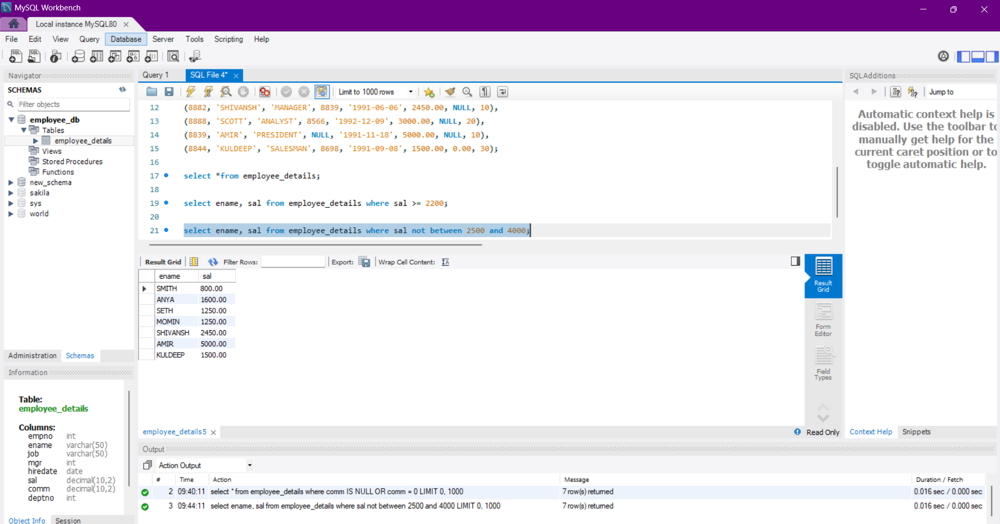 MySQL Workbench
Local instance MySQL80
File Edit View Query Database Server Tools Scripting Help
Navigator
SCHEMAS
Filter objects
employee_db
Tables
employee_details
Views
Stored Procedures
Functions
new_schema
sakila
sys
world
Administration Schemas
Information
Table:
employee_details
Columns:
empno int
ename varchar(50)
job varchar(50)
mgr int
hiredate date
sal decimal(10,2)
comm decimal(10,2)
deptno int
Object Info Session
Query 1 SQL File 4*
Limit to 1000 rows
12 (8882, 'SHIVANSH', 'MANAGER', 8839, '1991-06-06', 2450.00, NULL, 10),
13 (8888, 'SCOTT', 'ANALYST', 8566, '1992-12-09', 3000.00, NULL, 20),
14 (8839, 'AMIR', 'PRESIDENT', NULL, '1991-11-18', 5000.00, NULL, 10),
15 (8844, 'KULDEEP', 'SALESMAN', 8698, '1991-09-08', 1500.00, 0.00, 30);
16
17 select *from employee_details;
18
19 select ename, sal from employee_details where sal >= 2200;
20
21 select ename, sal from employee_details where sal not between 2500 and 4000;
Result Grid Filter Rows: Export: Wrap Cell Content:
ename sal
SMITH 800.00
ANYA 1600.00
SETH 1250.00
MOMIN 1250.00
SHIVANSH 2450.00
AMIR 5000.00
KULDEEP 1500.00
Result
Grid
Form
Editor
Field
Types
employee_details5 Read Only
SQLAdditions
Jump to
Automatic context help is
disabled. Use the toolbar to
manually get help for the
current caret position or to
toggle automatic help.
Context Help Snippets
Output
Action Output
# Time Action Message Duration / Fetch
2 09:40:11 select * from employee_details where comm IS NULL OR comm = 0 LIMIT 0, 1000 7 row(s) returned 0.016 sec / 0.000 sec
3 09:44:11 select ename, sal from employee_details where sal not between 2500 and 4000 LIMIT 0, 1000 7 row(s) returned 0.016 sec / 0.000 sec